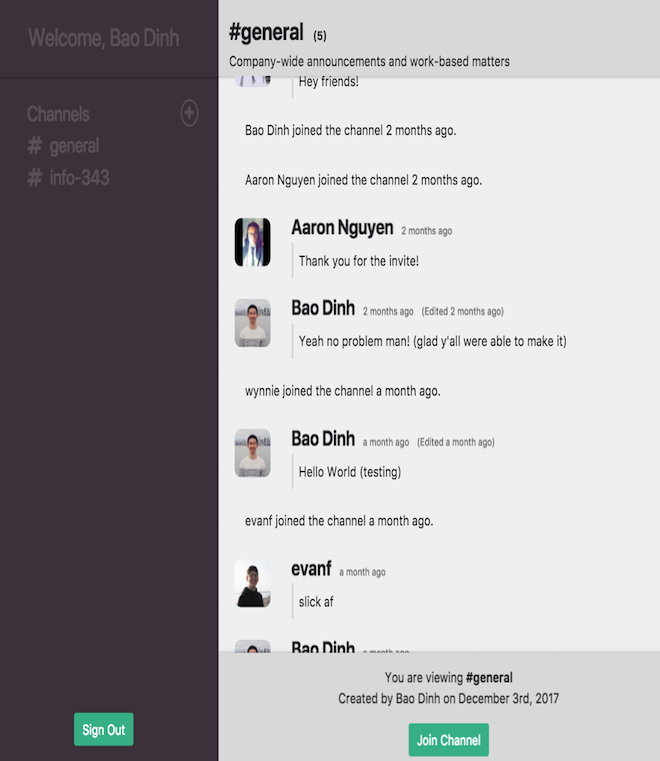 Welcome, Bao Dinh
Channels
# general
# info-343
Sign Out
#general (5)
Company-wide announcements and work-based matters
Hey friends!
Bao Dinh joined the channel 2 months ago.
Aaron Nguyen joined the channel 2 months ago.
Aaron Nguyen 2 months ago
Thank you for the invite!
Bao Dinh 2 months ago (Edited 2 months ago)
Yeah no problem man! (glad y'all were able to make it)
wynnie joined the channel a month ago.
Bao Dinh a month ago (Edited a month ago)
Hello World (testing)
evanf joined the channel a month ago.
evanf a month ago
slick af
Bao Dinh a month ago
You are viewing #general
Created by Bao Dinh on December 3rd, 2017
Join Channel